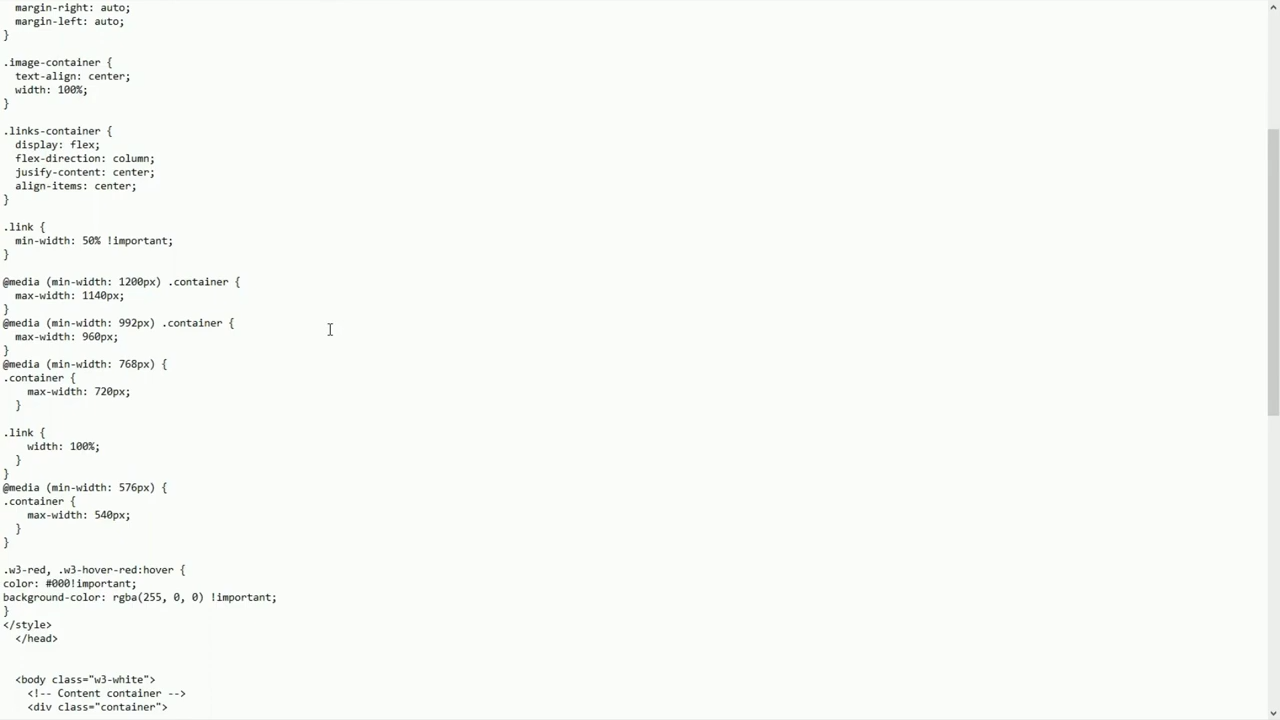 margin-right: auto;
margin-left: auto;
}
.image-container {
text-align: center;
width: 100%;
}
.links-container {
display: flex;
flex-direction: column;
jusify-content: center;
align-items: center;
}
.link {
min-width: 50% !important;
}
@media (min-width: 1200px) .container {
max-width: 1140px;
}
@media (min-width: 992px) .container {
max-width: 960px;
}
@media (min-width: 768px) {
.container {
max-width: 720px;
}
.link {
width: 100%;
}
}
@media (min-width: 576px) {
.container {
max-width: 540px;
}
}
.w3-red, .w3-hover-red:hover {
color: #000!important;
background-color: rgba(255, 0, 0) !important;
}
</style>
</head>
<body class="w3-white">
<!-- Content container -->
<div class="container">